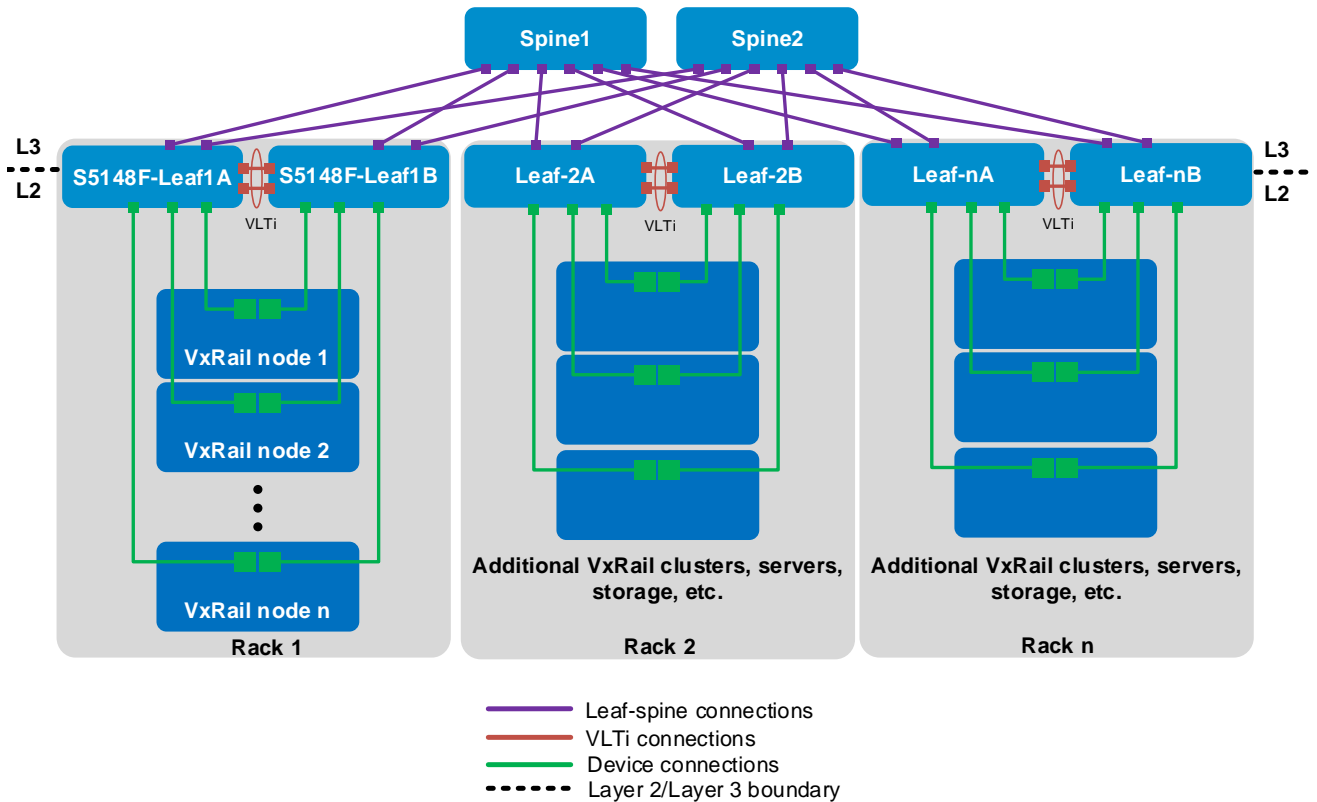 Spine1
Spine2
L3
L2
S5148F-Leaf1A
S5148F-Leaf1B
VLTi
Leaf-2A
Leaf-2B
VLTi
Leaf-nA
Leaf-nB
VLTi
L3
L2
VxRail node 1
VxRail node 2
VxRail node n
Rack 1
Additional VxRail clusters, servers,
storage, etc.
Rack 2
Additional VxRail clusters, servers,
storage, etc.
Rack n
Leaf-spine connections
VLTi connections
Device connections
Layer 2/Layer 3 boundary